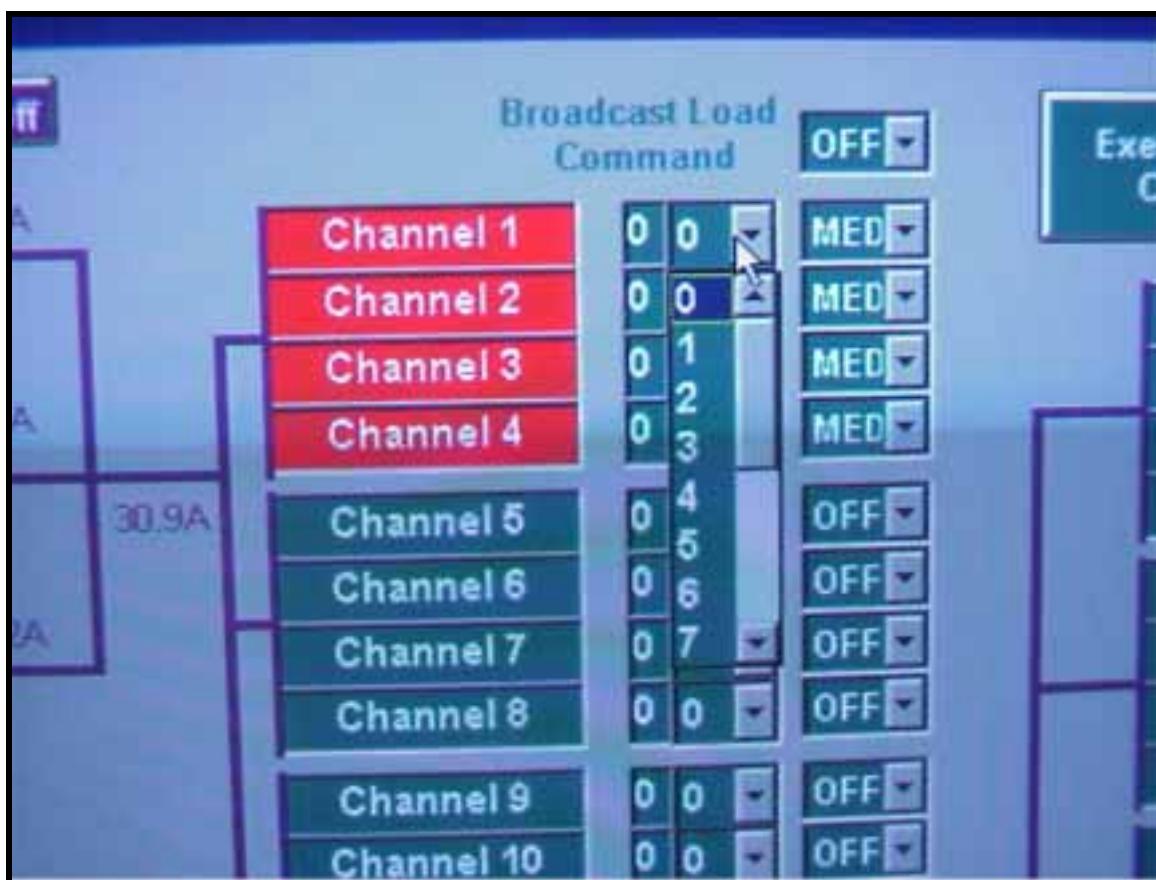 ff
Broadcast Load
Command
OFF
Exe
C
A
Channel 1 0 0 MED
Channel 2 0 0 MED
Channel 3 0 1 MED
2
Channel 4 0 3 MED
A
30.9A
Channel 5 0 4 OFF
5
Channel 6 0 6 OFF
2A
Channel 7 0 7 OFF
Channel 8 0 0 OFF
Channel 9 0 0 OFF
Channel 10 0 0 OFF